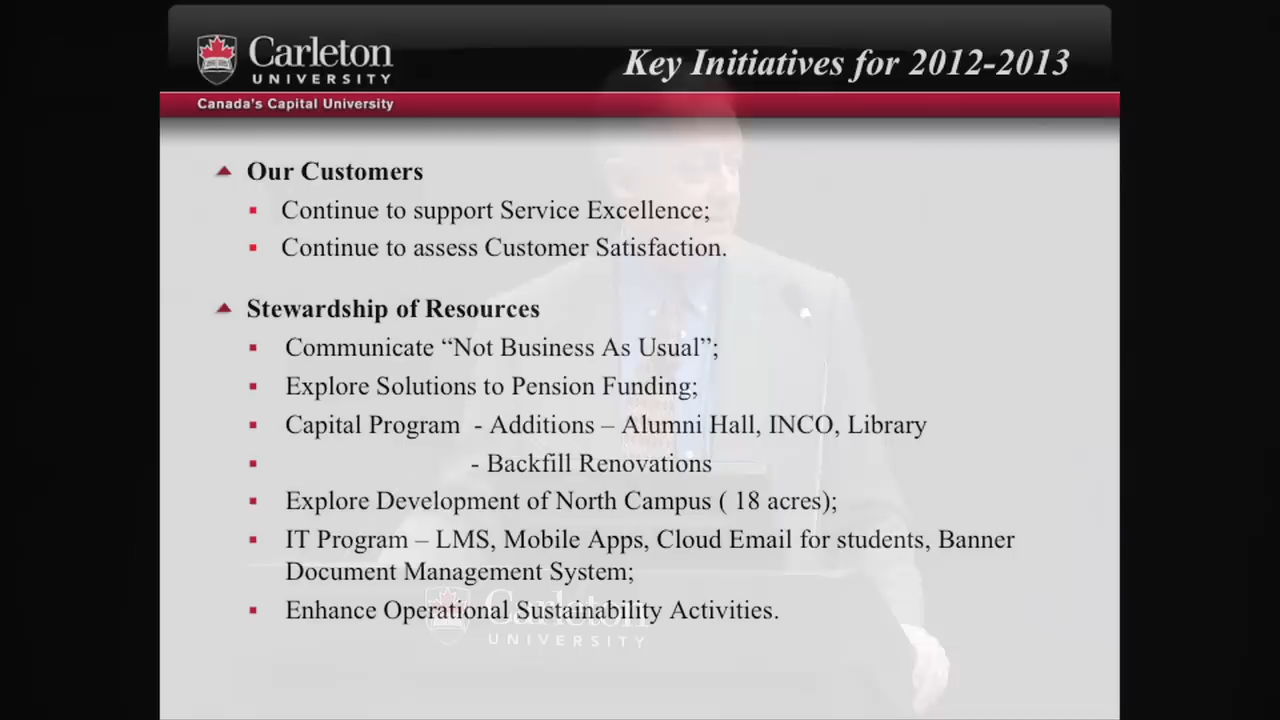 Carleton
UNIVERSITY
Canada's Capital University
Key Initiatives for 2012-2013
Our Customers
Continue to support Service Excellence;
Continue to assess Customer Satisfaction.
Stewardship of Resources
Communicate “Not Business As Usual”;
Explore Solutions to Pension Funding;
Capital Program - Additions – Alumni Hall, INCO, Library
- Backfill Renovations
Explore Development of North Campus ( 18 acres);
IT Program – LMS, Mobile Apps, Cloud Email for students, Banner
Document Management System;
Enhance Operational Sustainability Activities.
Carleton
UNIVERSITY